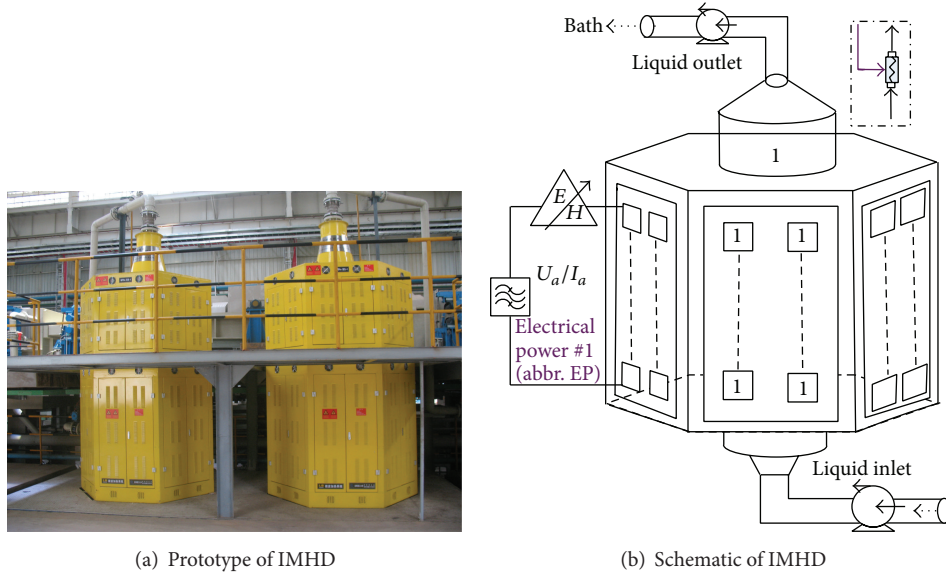 Bath
Liquid outlet
1
E
H
1 1
U_a/I_a
Electrical
power #1
(abbr. EP)
1 1
Liquid inlet
(a) Prototype of IMHD
(b) Schematic of IMHD